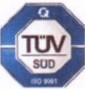 Q
TÜV
SÜD
ISO 9001